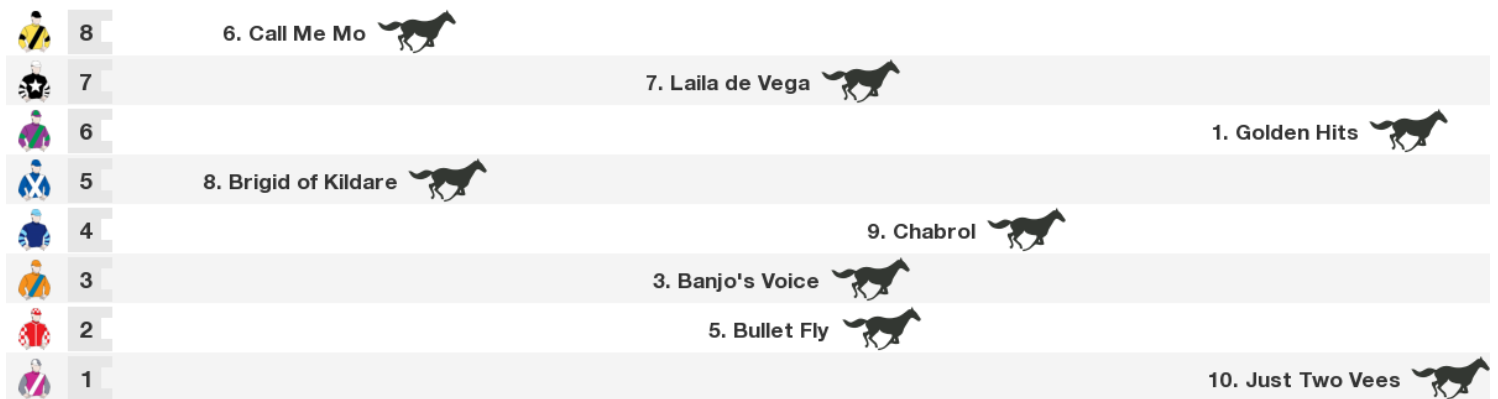 8 6. Call Me Mo
7 7. Laila de Vega
6 1. Golden Hits
5 8. Brigid of Kildare
4 9. Chabrol
3 3. Banjo's Voice
2 5. Bullet Fly
1 10. Just Two Vees